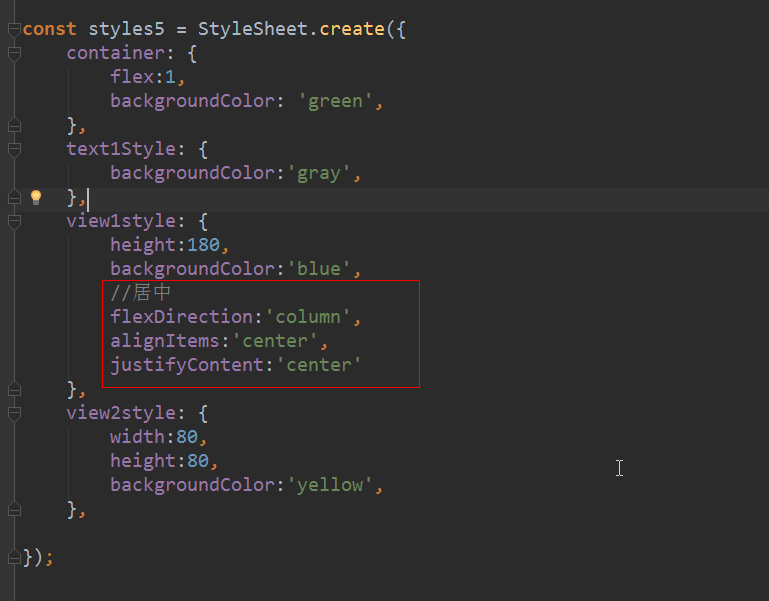 const styles5 = StyleSheet.create({
    container: {
        flex:1,
        backgroundColor: 'green',
    },
    text1Style: {
        backgroundColor:'gray',
    },
    view1style: {
        height:180,
        backgroundColor:'blue',
        //居中
        flexDirection:'column',
        alignItems:'center',
        justifyContent:'center'
    },
    view2style: {
        width:80,
        height:80,
        backgroundColor:'yellow',
    },
});